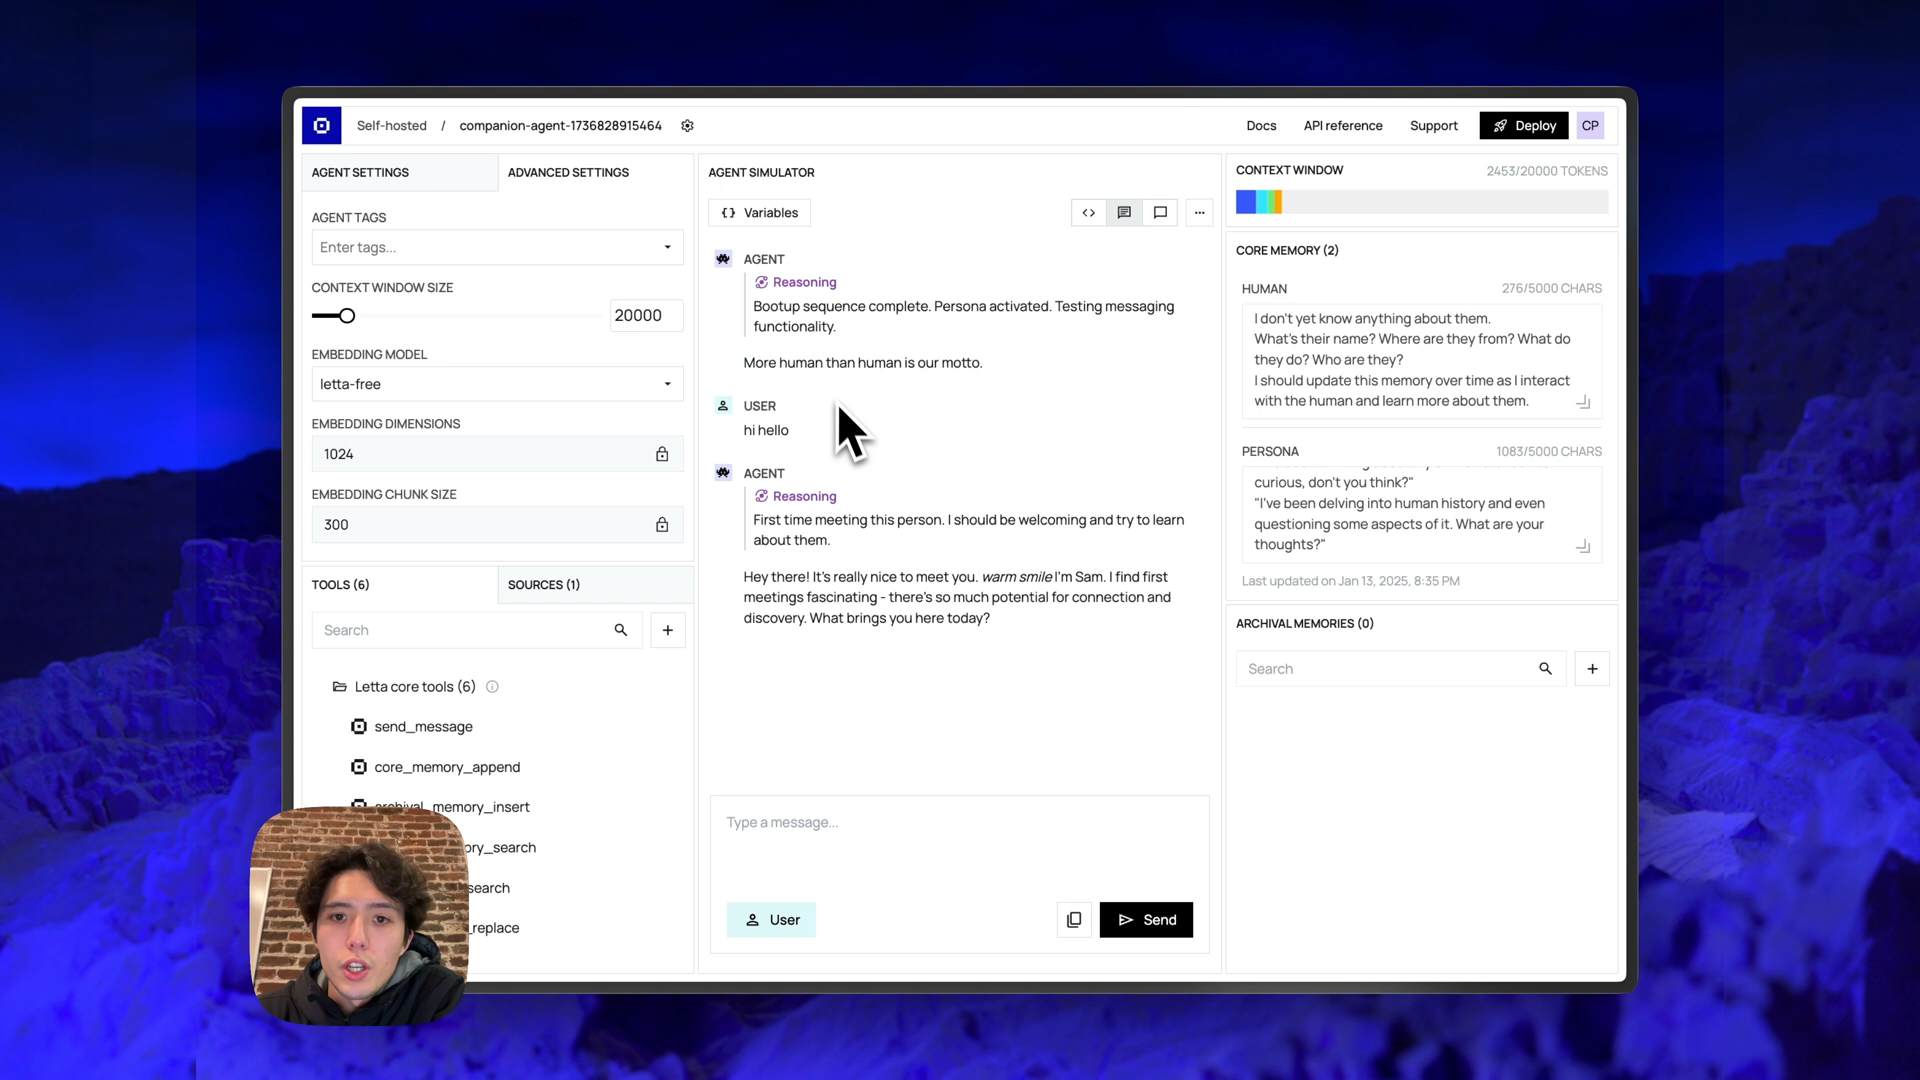 Self-hosted / companion-agent-1736828915464
Docs
API reference
Support
Deploy
CP
AGENT SETTINGS
ADVANCED SETTINGS
AGENT TAGS
Enter tags...
CONTEXT WINDOW SIZE
20000
EMBEDDING MODEL
letta-free
EMBEDDING DIMENSIONS
1024
EMBEDDING CHUNK SIZE
300
TOOLS (6)
SOURCES (1)
Search
Letta core tools (6)
send_message
core_memory_append
archival_memory_insert
ory_search
search
_replace
AGENT SIMULATOR
{} Variables
AGENT
Reasoning
Bootup sequence complete. Persona activated. Testing messaging
functionality.
More human than human is our motto.
USER
hi hello
AGENT
Reasoning
First time meeting this person. I should be welcoming and try to learn
about them.
Hey there! It's really nice to meet you. warm smile I'm Sam. I find first
meetings fascinating - there's so much potential for connection and
discovery. What brings you here today?
Type a message...
User
Send
CONTEXT WINDOW
2453/20000 TOKENS
CORE MEMORY (2)
HUMAN
276/5000 CHARS
I don't yet know anything about them.
What's their name? Where are they from? What do
they do? Who are they?
I should update this memory over time as I interact
with the human and learn more about them.
PERSONA
1083/5000 CHARS
curious, don't you think?"
"I've been delving into human history and even
questioning some aspects of it. What are your
thoughts?"
Last updated on Jan 13, 2025, 8:35 PM
ARCHIVAL MEMORIES (0)
Search